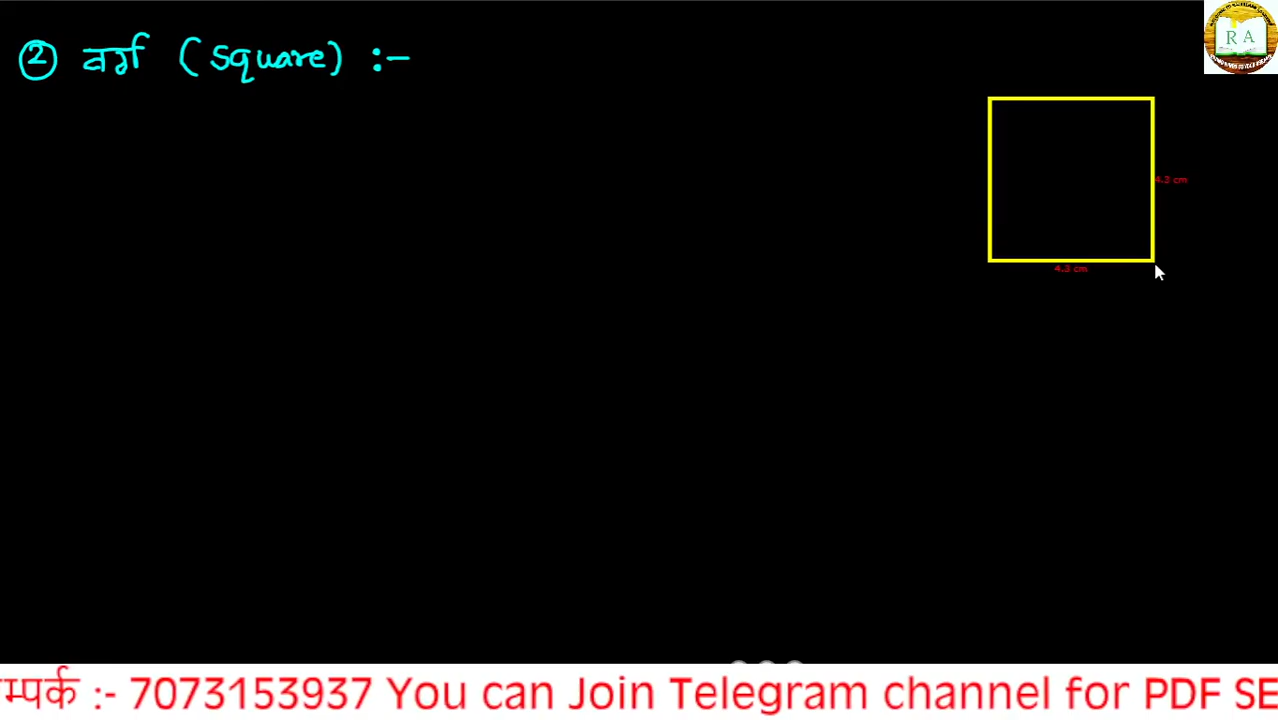 ② वर्ग (square) :-
4.3 cm
4.3 cm
RA
म्पर्क :- 7073153937 You can Join Telegram channel for PDF SE